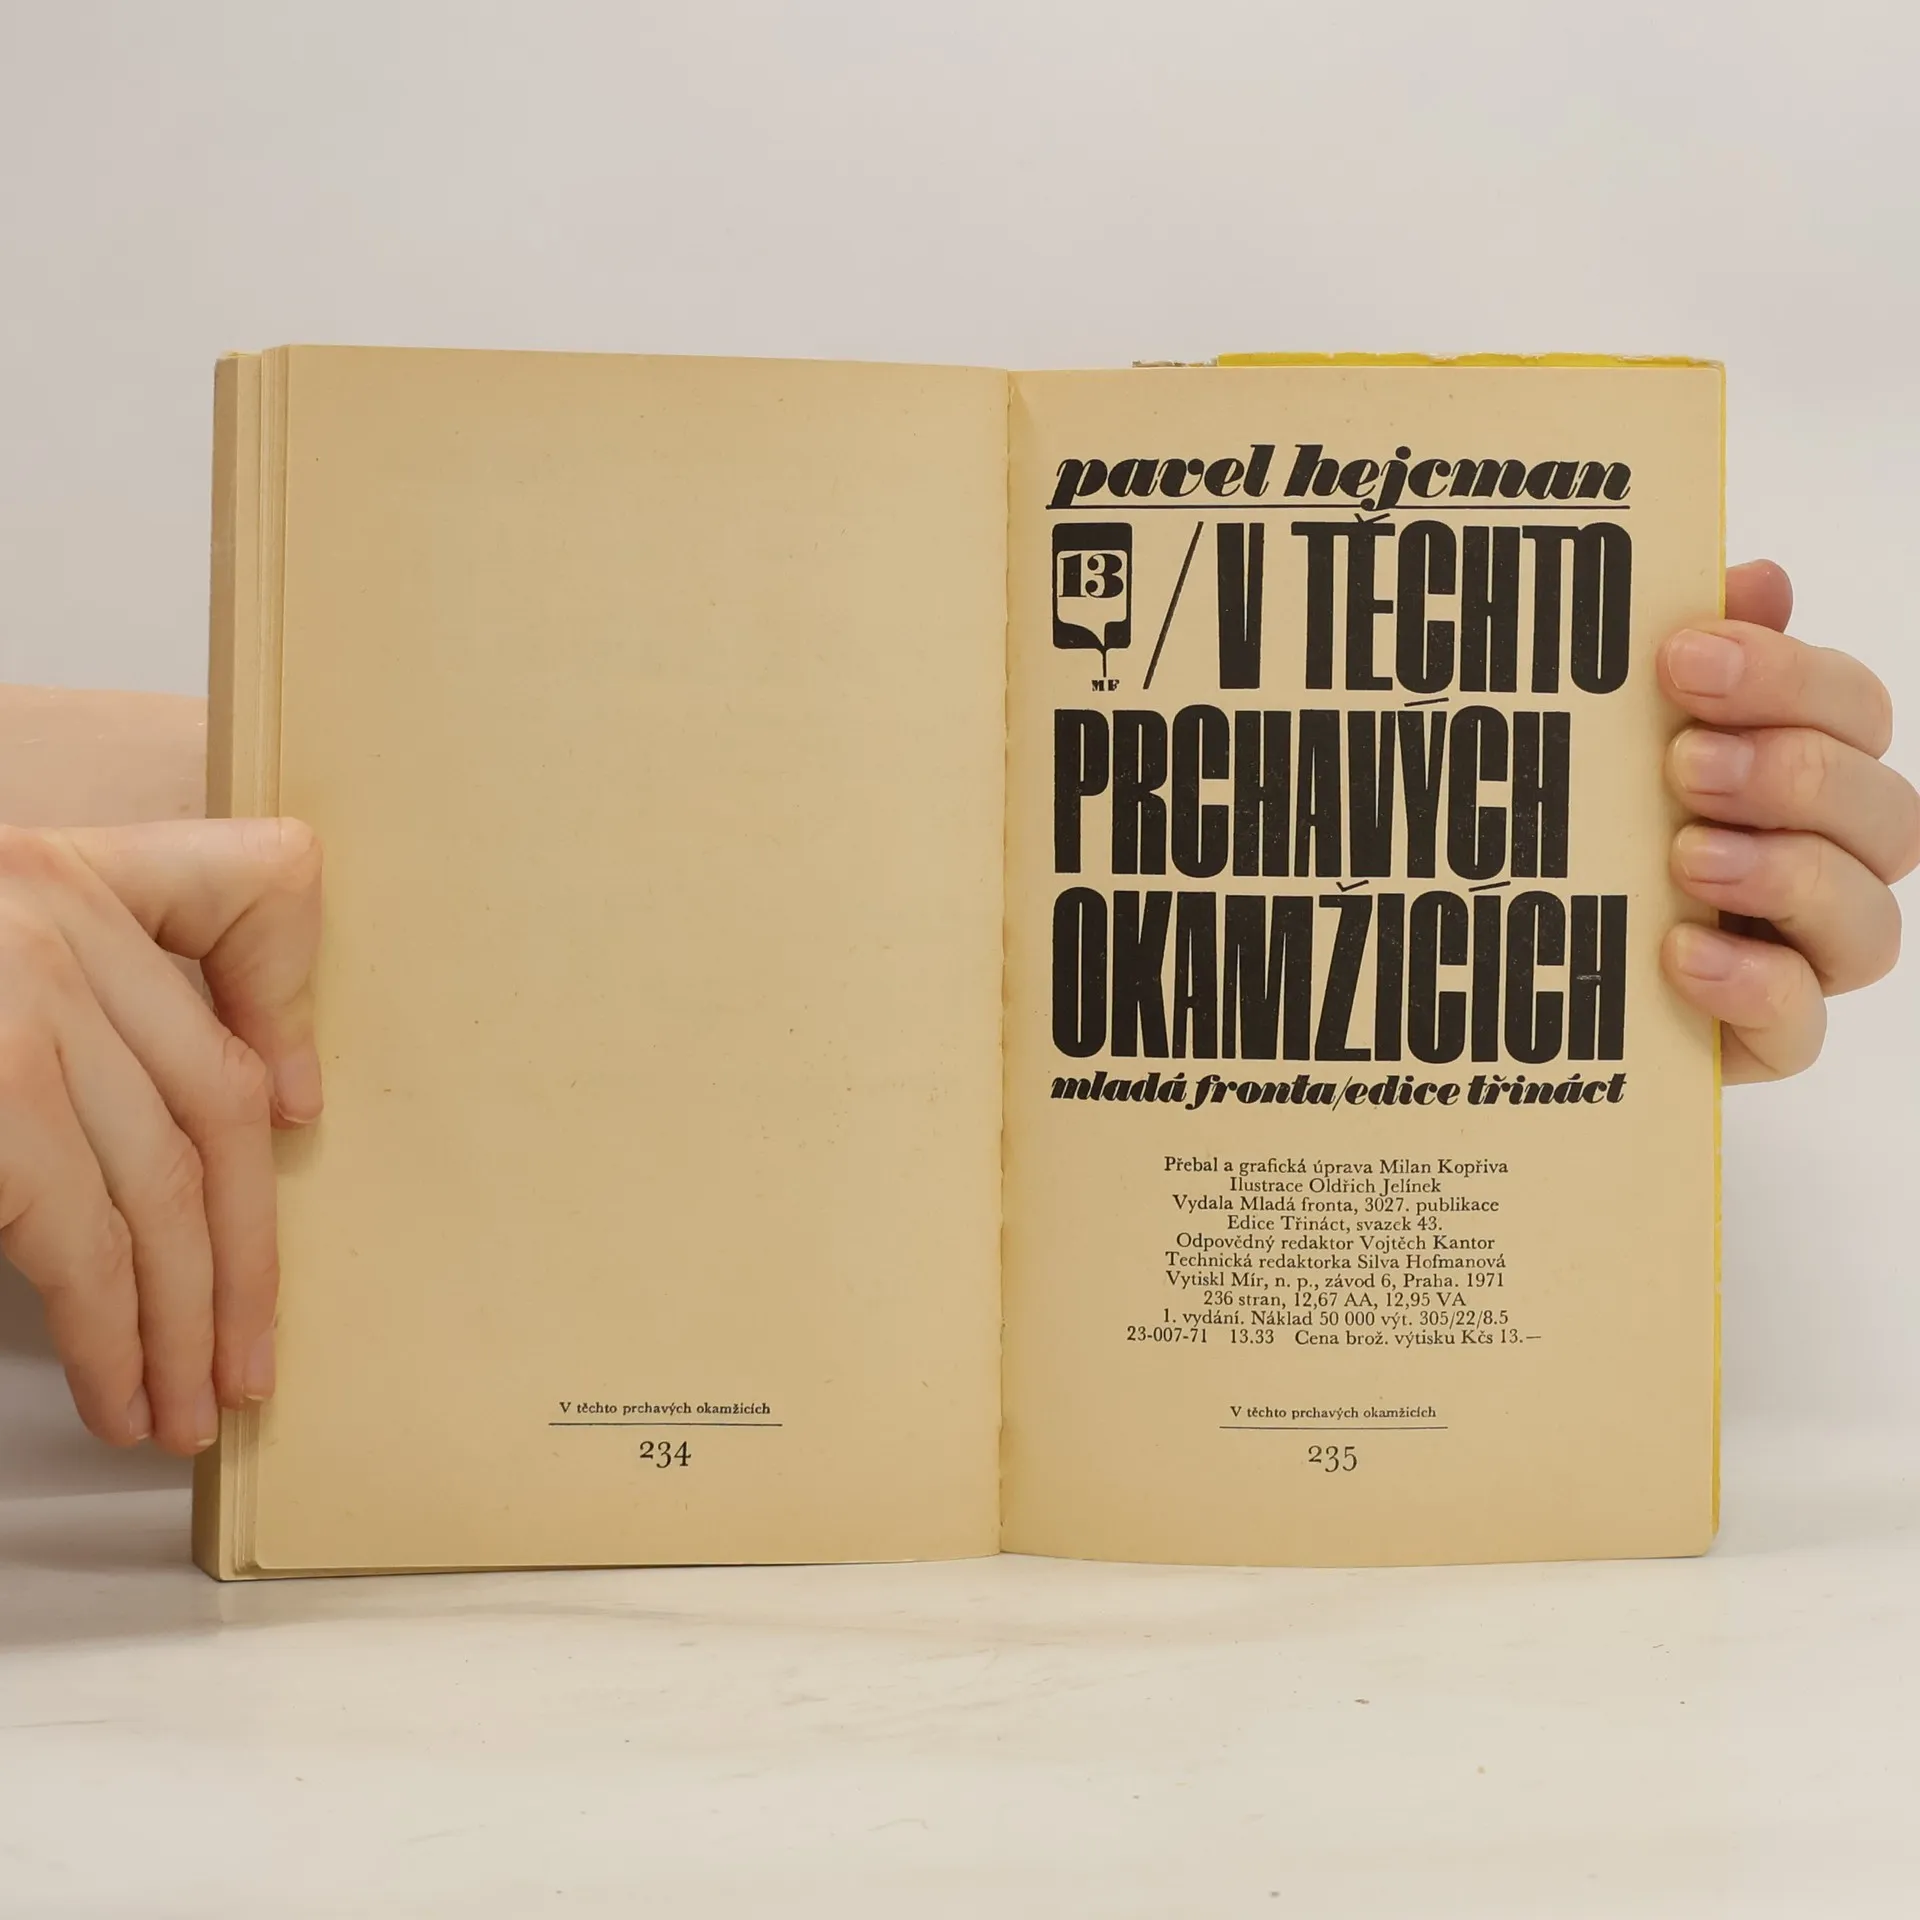 V těchto prchavých okamžicích
234
pavel hejcman
13
MF
/ V TĚCHTO
PRCHAVÝCH
OKAMŽICÍCH
mladá fronta/edice třináct
Přebal a grafická úprava Milan Kopřiva
Ilustrace Oldřich Jelínek
Vydala Mladá fronta, 3027. publikace
Edice Třináct, svazek 43.
Odpovědný redaktor Vojtěch Kantor
Technická redaktorka Silva Hofmanová
Vytiskl Mír, n. p., závod 6, Praha. 1971
236 stran, 12,67 AA, 12,95 VA
1. vydání. Náklad 50 000 výt. 305/22/8.5
23-007-71 13.33 Cena brož. výtisku Kčs 13.—
V těchto prchavých okamžicích
235